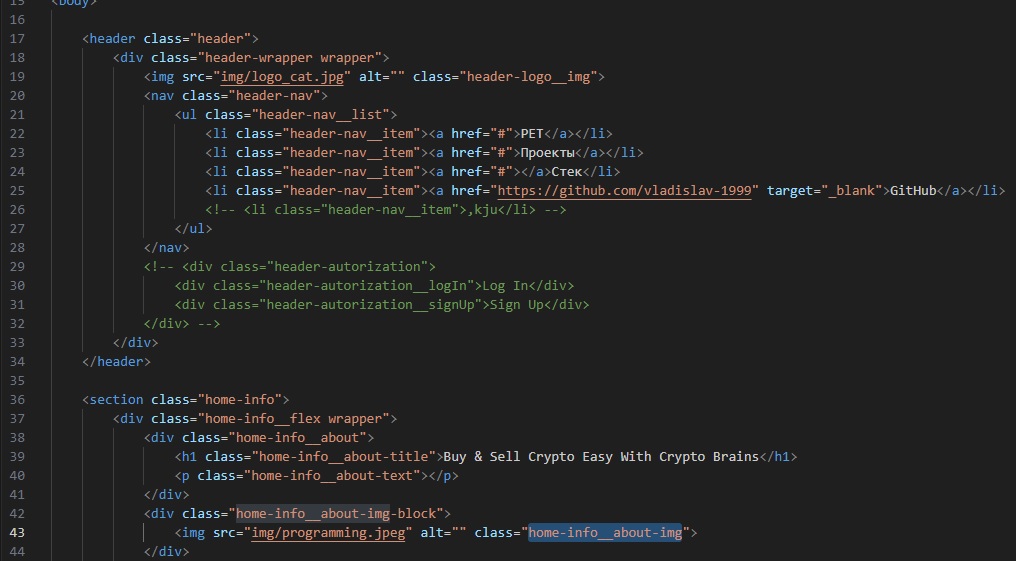 15 <body>
16
17 <header class="header">
18 <div class="header-wrapper wrapper">
19 <img src="img/logo_cat.jpg" alt="" class="header-logo__img">
20 <nav class="header-nav">
21 <ul class="header-nav__list">
22 <li class="header-nav__item"><a href="#">PET</a></li>
23 <li class="header-nav__item"><a href="#">Проекты</a></li>
24 <li class="header-nav__item"><a href="#"></a>Стек</li>
25 <li class="header-nav__item"><a href="https://github.com/vladislav-1999" target="_blank">GitHub</a></li>
26 <!-- <li class="header-nav__item">,kju</li> -->
27 </ul>
28 </nav>
29 <!-- <div class="header-autorization">
30 <div class="header-autorization__logIn">Log In</div>
31 <div class="header-autorization__signUp">Sign Up</div>
32 </div> -->
33 </div>
34 </header>
35
36 <section class="home-info">
37 <div class="home-info__flex wrapper">
38 <div class="home-info__about">
39 <h1 class="home-info__about-title">Buy & Sell Crypto Easy With Crypto Brains</h1>
40 <p class="home-info__about-text"></p>
41 </div>
42 <div class="home-info__about-img-block">
43 <img src="img/programming.jpeg" alt="" class="home-info__about-img">
44 </div>